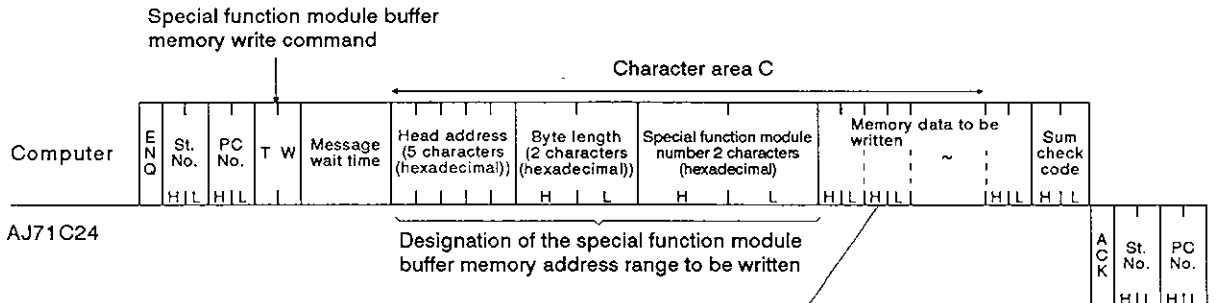 Special function module buffer
memory write command
Character area C
Computer
E
N
Q
St.
No.
H L
PC
No.
H L
T W
Message
wait time
Head address
(5 characters
(hexadecimal))
Byte length
(2 characters
(hexadecimal))
H L
Special function module
number 2 characters
(hexadecimal)
H L
Memory data to be
written
~
H L H L
H L
Sum
check
code
H L
AJ71C24
Designation of the special function module
buffer memory address range to be written
A
C
K
St.
No.
H L
PC
No.
H L